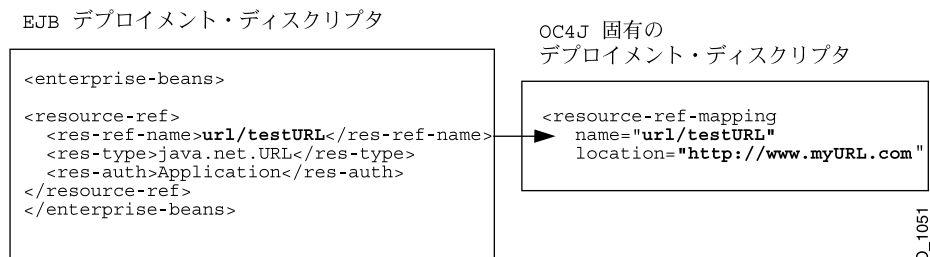 EJB デプロイメント・ディスクリプタ
<enterprise-beans>
<resource-ref>
<res-ref-name>url/testURL</res-ref-name>
<res-type>java.net.URL</res-type>
<res-auth>Application</res-auth>
</resource-ref>
</enterprise-beans>
OC4J 固有の
デプロイメント・ディスクリプタ
<resource-ref-mapping
name="url/testURL"
location="http://www.myURL.com"